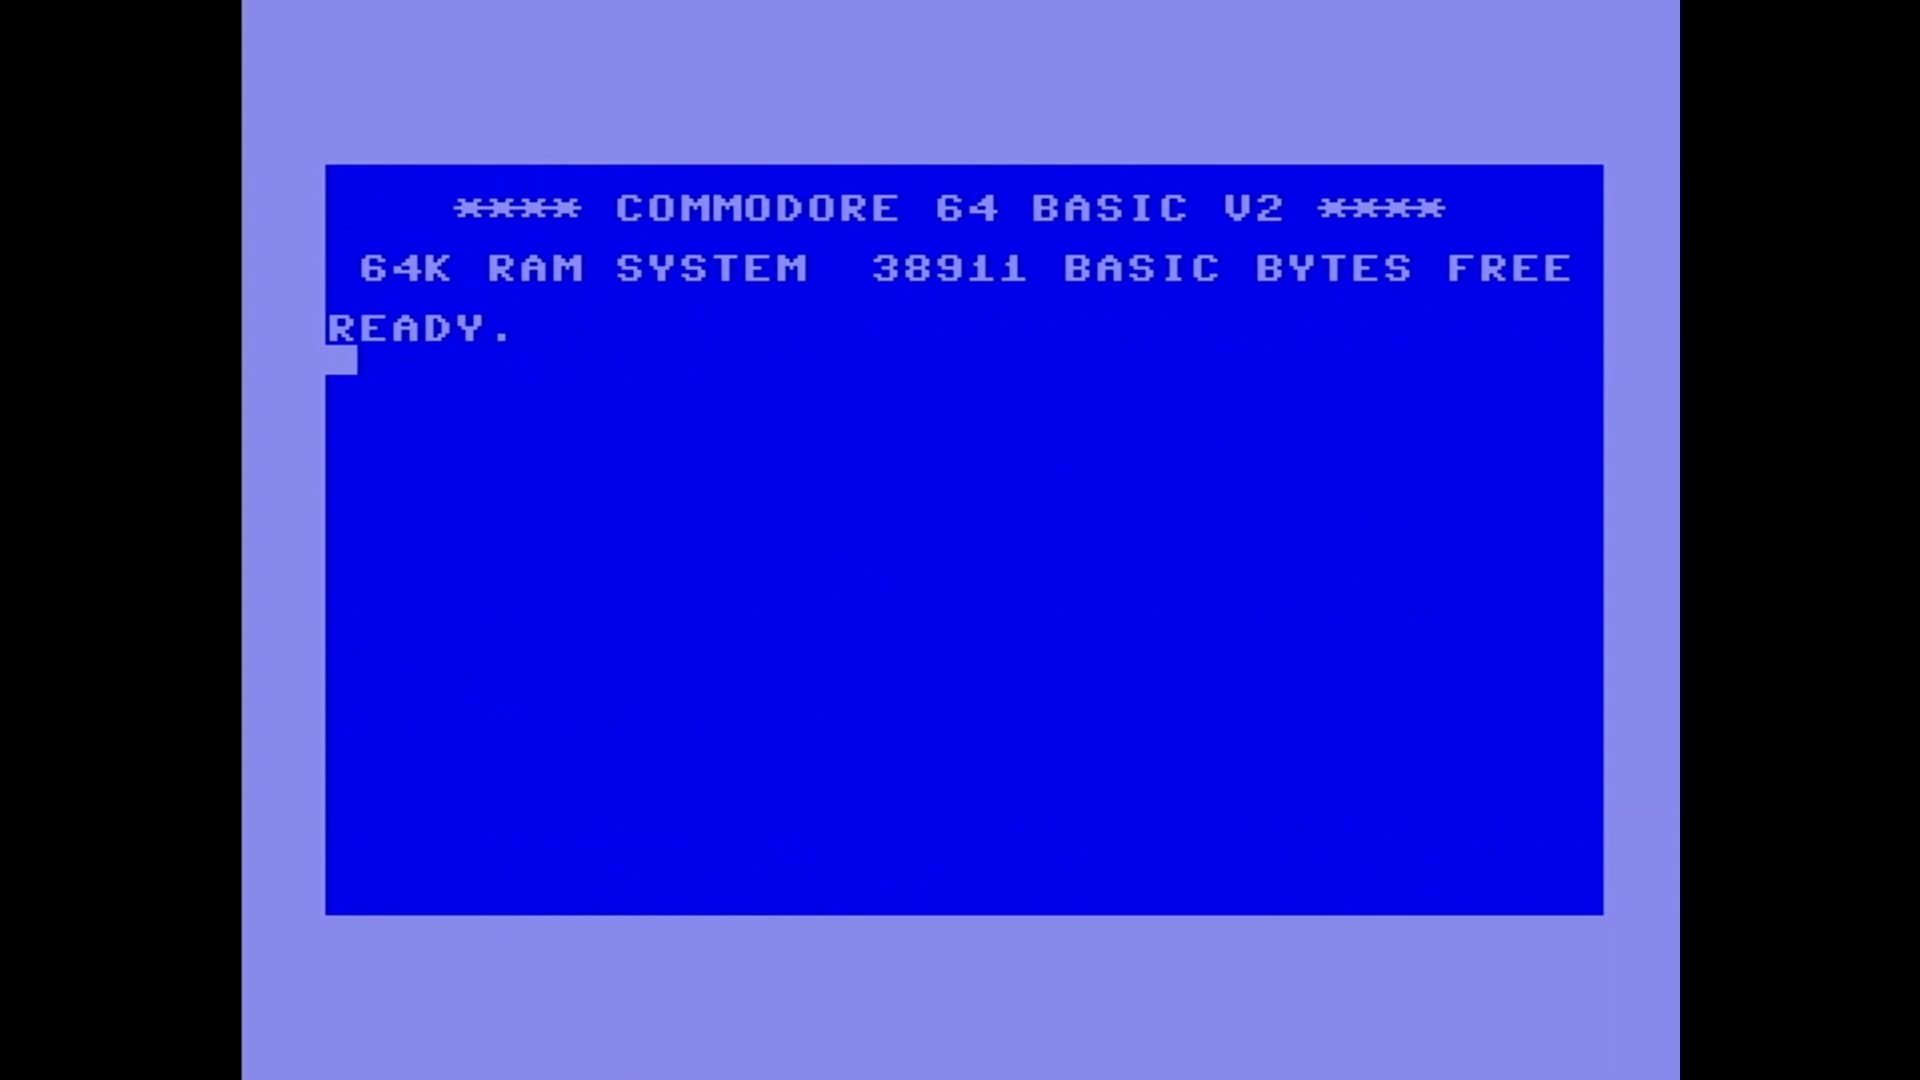 **** COMMODORE 64 BASIC V2 ****
64K RAM SYSTEM  38911 BASIC BYTES FREE
READY.